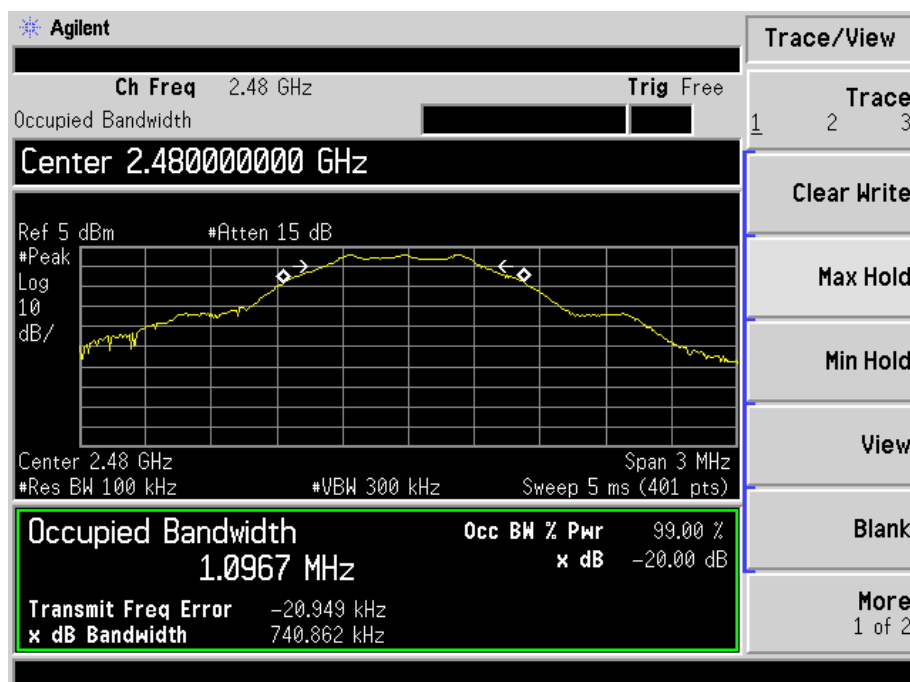 Agilent
Trace/View
Ch Freq 2.48 GHz Trig Free
Occupied Bandwidth
Center 2.480000000 GHz
Ref 5 dBm #Atten 15 dB
#Peak
Log
10
dB/
Center 2.48 GHz Span 3 MHz
#Res BW 100 kHz #VBW 300 kHz Sweep 5 ms (401 pts)
Occupied Bandwidth Occ BW % Pwr 99.00 %
1.0967 MHz x dB -20.00 dB
Transmit Freq Error -20.949 kHz
x dB Bandwidth 740.862 kHz
Trace
1 2 3
Clear Write
Max Hold
Min Hold
View
Blank
More
1 of 2